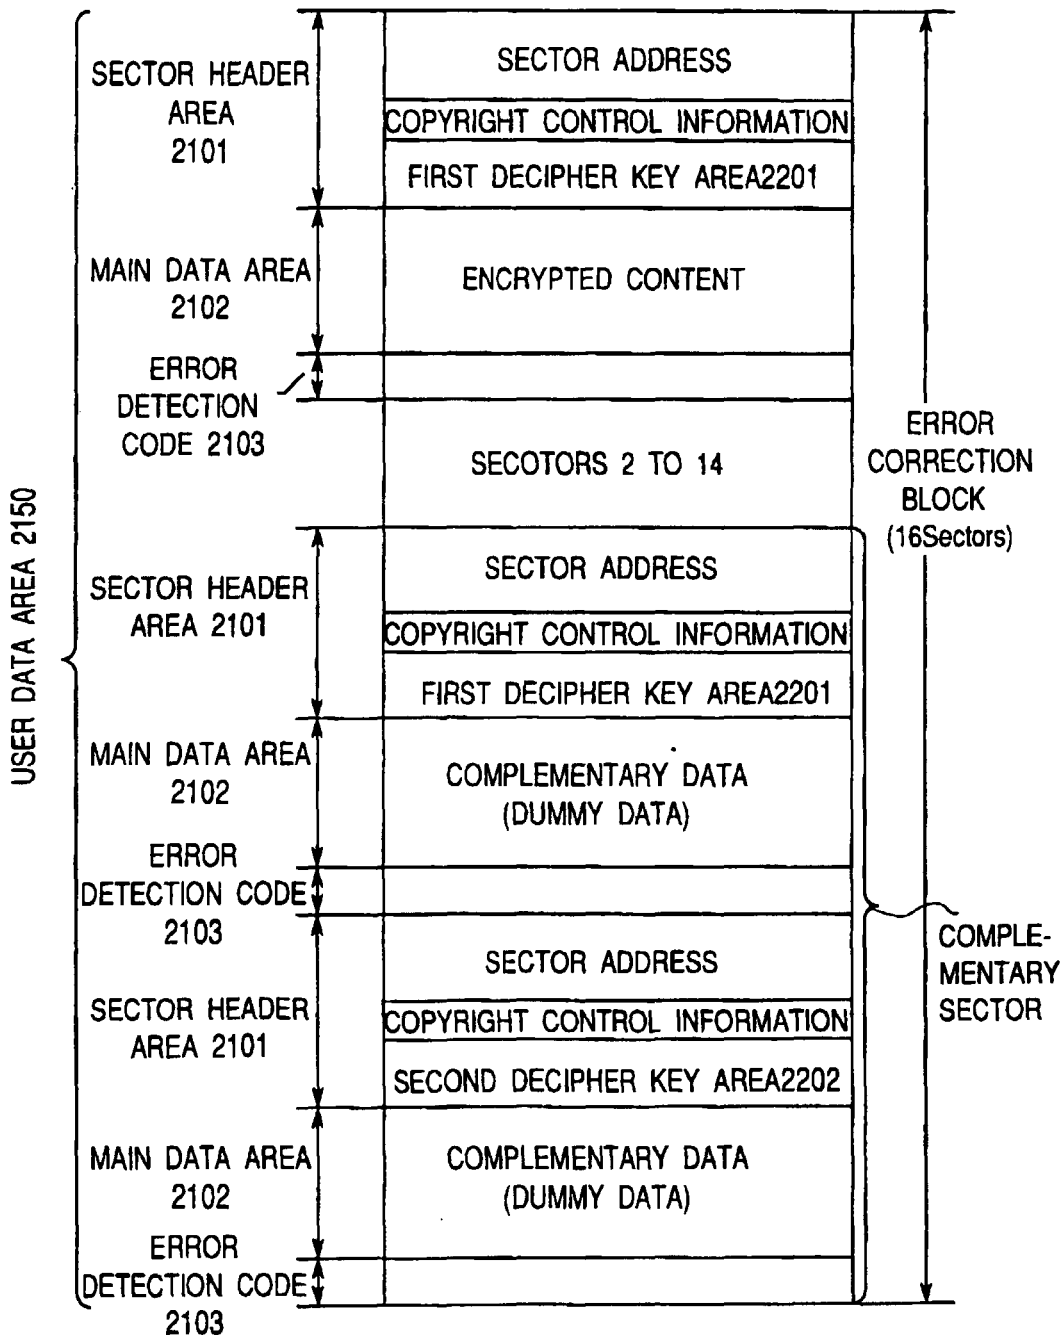 SECTOR HEADER
AREA
2101
SECTOR ADDRESS
COPYRIGHT CONTROL INFORMATION
FIRST DECIPHER KEY AREA2201
MAIN DATA AREA
2102
ENCRYPTED CONTENT
ERROR
DETECTION
CODE 2103
SECOTORS 2 TO 14
ERROR
CORRECTION
BLOCK
(16Sectors)
USER DATA AREA 2150
SECTOR HEADER
AREA 2101
SECTOR ADDRESS
COPYRIGHT CONTROL INFORMATION
FIRST DECIPHER KEY AREA2201
MAIN DATA AREA
2102
COMPLEMENTARY DATA
(DUMMY DATA)
ERROR
DETECTION CODE
2103
COMPLE-
MENTARY
SECTOR
SECTOR HEADER
AREA 2101
SECTOR ADDRESS
COPYRIGHT CONTROL INFORMATION
SECOND DECIPHER KEY AREA2202
MAIN DATA AREA
2102
COMPLEMENTARY DATA
(DUMMY DATA)
ERROR
DETECTION CODE
2103